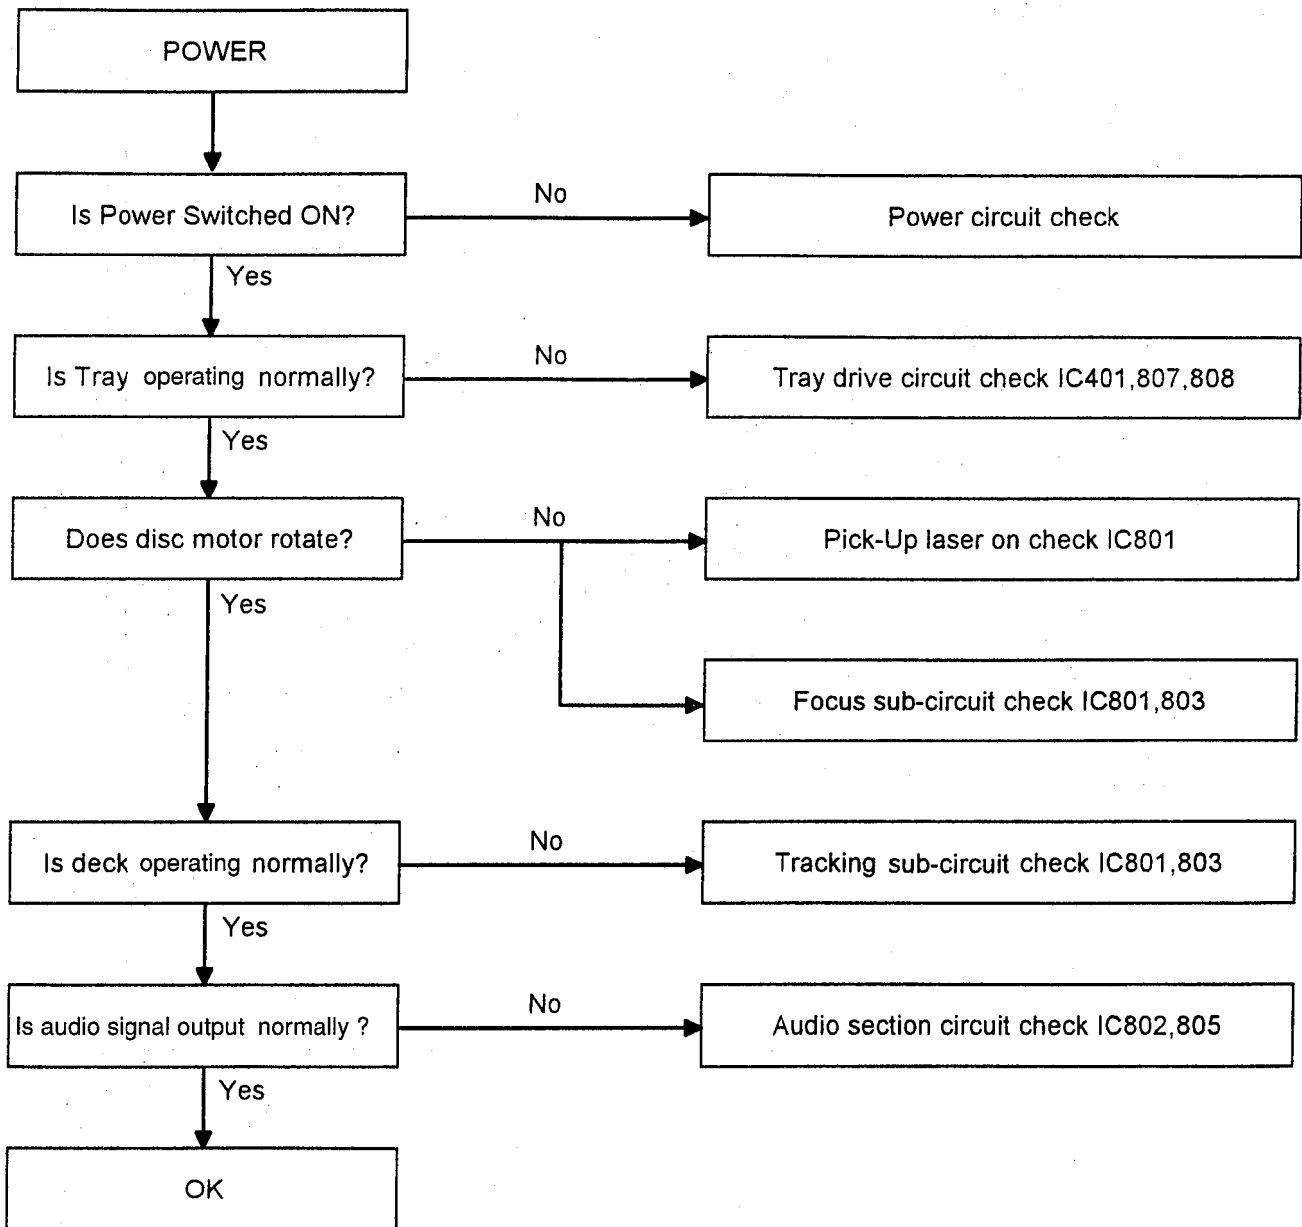 POWER
Is Power Switched ON?
No
Power circuit check
Yes
Is Tray operating normally?
No
Tray drive circuit check IC401,807,808
Yes
Does disc motor rotate?
No
Pick-Up laser on check IC801
Yes
Focus sub-circuit check IC801,803
Is deck operating normally?
No
Tracking sub-circuit check IC801,803
Yes
Is audio signal output normally ?
No
Audio section circuit check IC802,805
Yes
OK